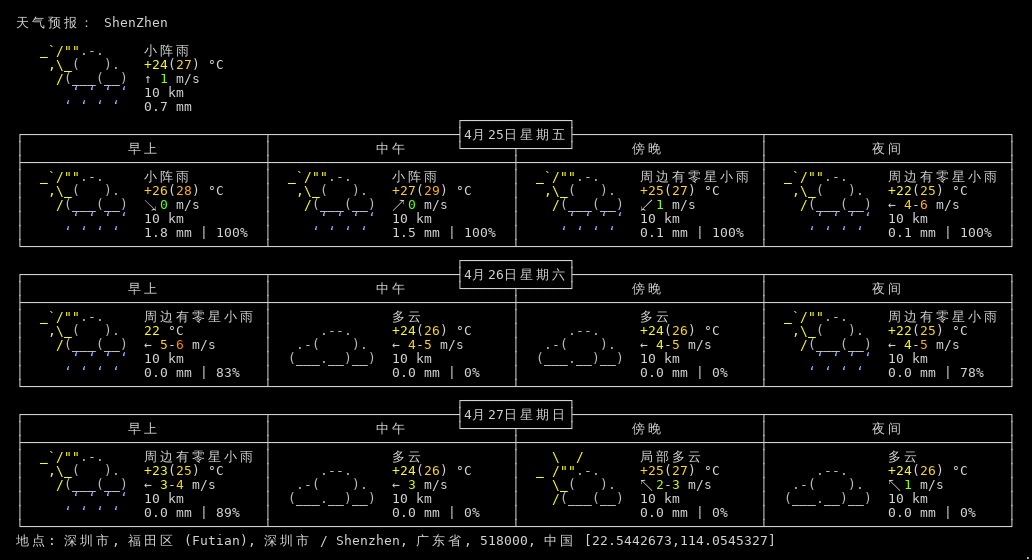 天气预报： ShenZhen
小阵雨
+24(27) °C
↑ 1 m/s
10 km
0.7 mm
4月25日星期五
早上 中午 傍晚 夜间
小阵雨 小阵雨 周边有零星小雨 周边有零星小雨
+26(28) °C +27(29) °C +25(27) °C +22(25) °C
↘ 0 m/s ↗ 0 m/s ↙ 1 m/s ← 4-6 m/s
10 km 10 km 10 km 10 km
1.8 mm | 100% 1.5 mm | 100% 0.1 mm | 100% 0.1 mm | 100%
4月26日星期六
早上 中午 傍晚 夜间
周边有零星小雨 多云 多云 周边有零星小雨
22 °C +24(26) °C +24(26) °C +22(25) °C
← 5-6 m/s ← 4-5 m/s ← 4-5 m/s ← 4-5 m/s
10 km 10 km 10 km 10 km
0.0 mm | 83% 0.0 mm | 0% 0.0 mm | 0% 0.0 mm | 78%
4月27日星期日
早上 中午 傍晚 夜间
周边有零星小雨 多云 局部多云 多云
+23(25) °C +24(26) °C +25(27) °C +24(26) °C
← 3-4 m/s ← 3 m/s ↖ 2-3 m/s ↖ 1 m/s
10 km 10 km 10 km 10 km
0.0 mm | 89% 0.0 mm | 0% 0.0 mm | 0% 0.0 mm | 0%
地点: 深圳市, 福田区 (Futian), 深圳市 / Shenzhen, 广东省, 518000, 中国 [22.5442673,114.0545327]